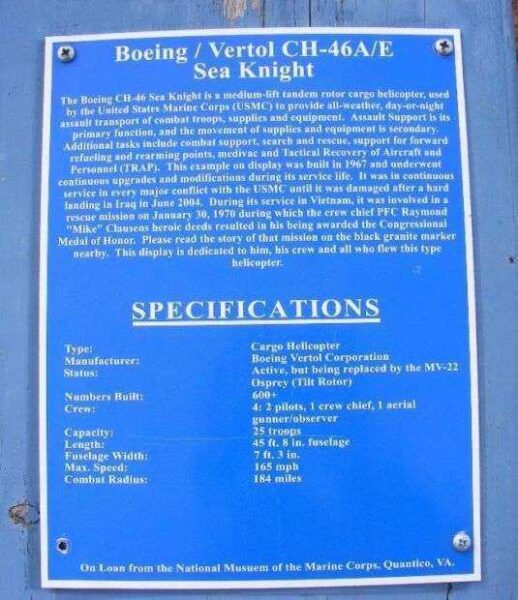 Boeing / Vertol CH-46A/E
Sea Knight
The Boeing CH-46 Sea Knight is a medium-lift tandem rotor cargo helicopter, used
by the United States Marine Corps (USMC) to provide all-weather, day-or-night
assault transport of combat troops, supplies and equipment. Assault Support is its
primary function, and the movement of supplies and equipment is secondary.
Additional tasks include combat support, search and rescue, support for forward
refueling and rearming points, medivac and Tactical Recovery of Aircraft and
Personnel (TRAP). This example on display was built in 1967 and underwent
continuous upgrades and modifications during its service life. It was in continuous
service in every major conflict with the USMC until it was damaged after a hard
landing in Iraq in June 2004. During its service in Vietnam, it was involved in a
rescue mission on January 30, 1970 during which the crew chief PFC Raymond
"Mike" Clausens heroic deeds resulted in his being awarded the Congressional
Medal of Honor. Please read the story of that mission on the black granite marker
nearby. This display is dedicated to him, his crew and all who flew this type
helicopter.
SPECIFICATIONS
Type: Cargo Helicopter
Manufacturer: Boeing Vertol Corporation
Status: Active, but being replaced by the MV-22
Osprey (Tilt Rotor)
Numbers Built: 600+
Crew: 4: 2 pilots, 1 crew chief, 1 aerial
gunner/observer
Capacity: 25 troops
Length: 45 ft. 8 in. fuselage
Fuselage Width: 7 ft. 3 in.
Max. Speed: 165 mph
Combat Radius: 184 miles
On Loan from the National Musuem of the Marine Corps, Quantico, VA.